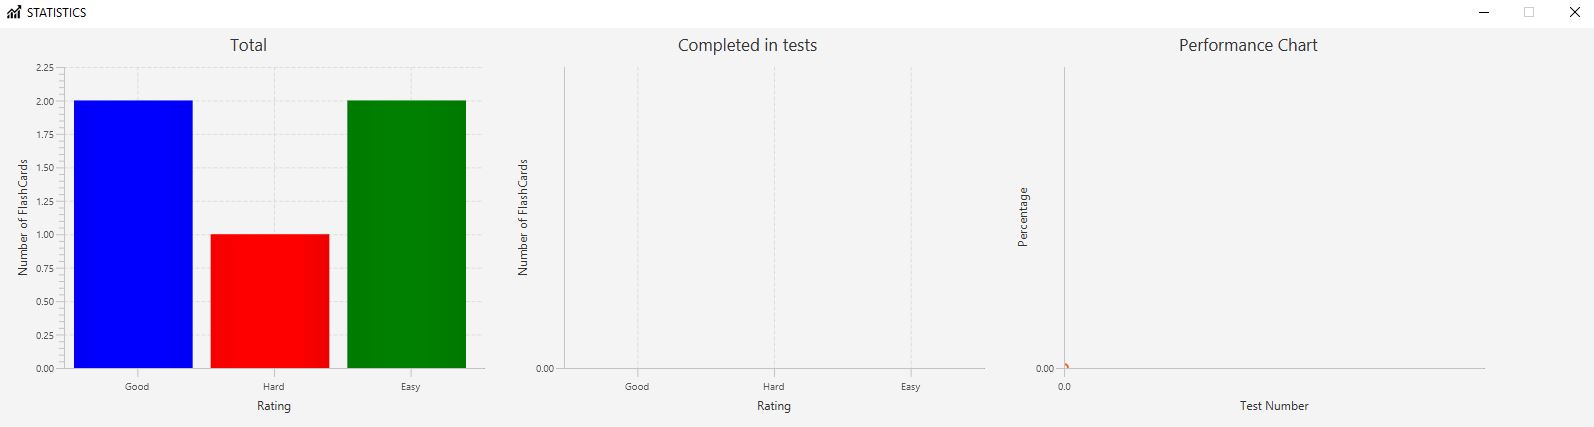 STATISTICS
Total
2.25
2.00
1.75
1.50
1.25
1.00
0.75
0.50
0.25
0.00
Number of FlashCards
Good Hard Easy
Rating
Completed in tests
Number of FlashCards
0.00
Good Hard Easy
Rating
Performance Chart
Percentage
0.00
0.0
Test Number